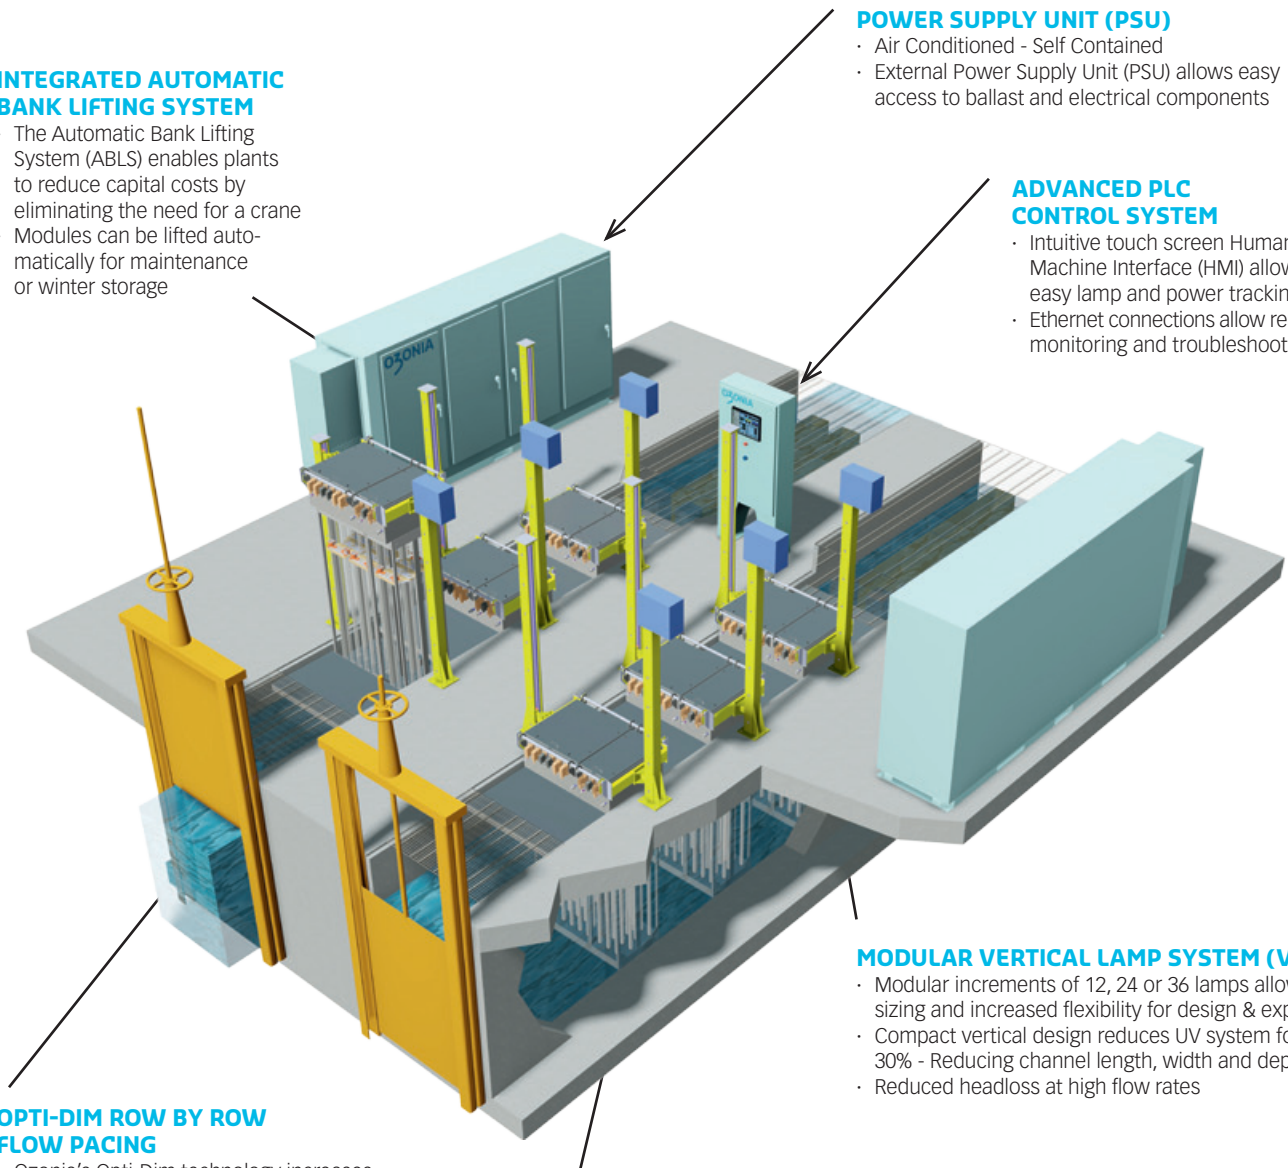 POWER SUPPLY UNIT (PSU)
· Air Conditioned - Self Contained
· External Power Supply Unit (PSU) allows easy
access to ballast and electrical components
INTEGRATED AUTOMATIC
BANK LIFTING SYSTEM
The Automatic Bank Lifting
System (ABLS) enables plants
to reduce capital costs by
eliminating the need for a crane
Modules can be lifted auto-
matically for maintenance
or winter storage
ADVANCED PLC
CONTROL SYSTEM
· Intuitive touch screen Human
Machine Interface (HMI) allow
easy lamp and power trackin
· Ethernet connections allow re
monitoring and troubleshoot
OZONIA
OZONIA
MODULAR VERTICAL LAMP SYSTEM (V
· Modular increments of 12, 24 or 36 lamps allow
sizing and increased flexibility for design & exp
· Compact vertical design reduces UV system fo
30% - Reducing channel length, width and dep
· Reduced headloss at high flow rates
OPTI-DIM ROW BY ROW
FLOW PACING
Ozonia's Opti-Dim technology increases